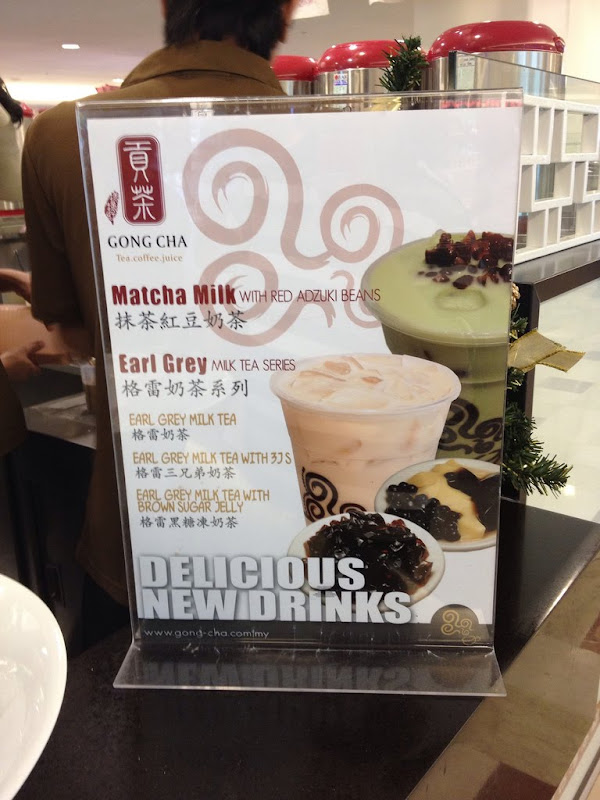 貢茶
GONG CHA
Tea.coffee.juice
Matcha Milk WITH RED ADZUKI BEANS
抹茶紅豆奶茶
Earl Grey MILK TEA SERIES
格雷奶茶系列
EARL GREY MILK TEA
格雷奶茶
EARL GREY MILK TEA WITH 3J S
格雷三兄弟奶茶
EARL GREY MILK TEA WITH
BROWN SUGAR JELLY
格雷黑糖凍奶茶
DELICIOUS
NEW DRINKS
www.gong-cha.com.my